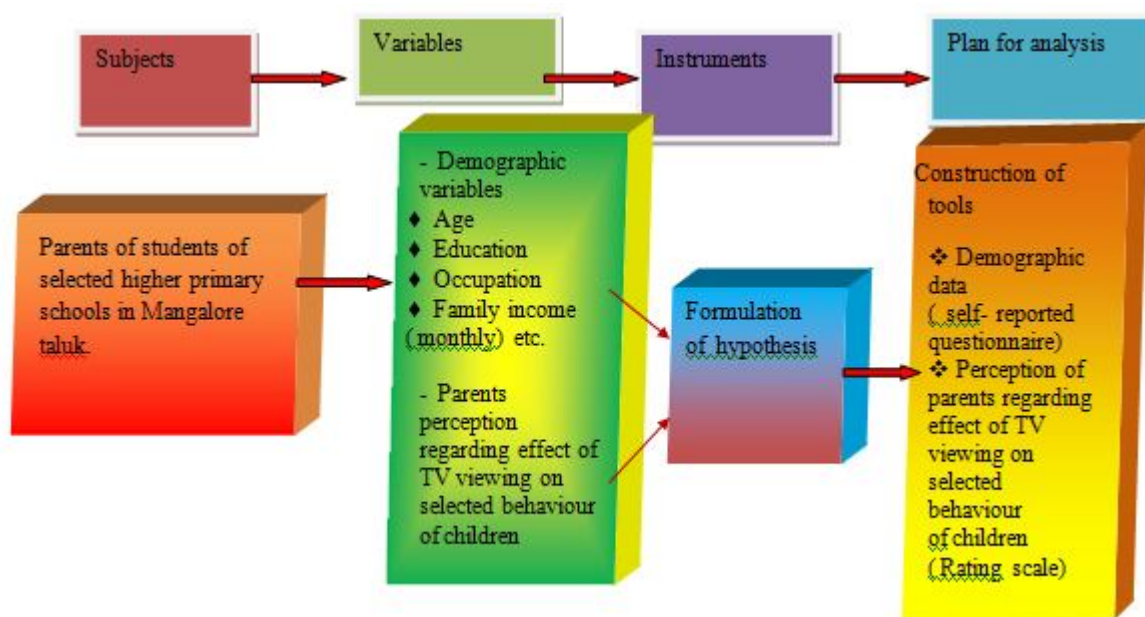 Subjects
Variables
Instruments
Plan for analysis
Parents of students of
selected higher primary
schools in Mangalore
taluk.
- Demographic
variables
♦ Age
♦ Education
♦ Occupation
♦ Family income
(monthly) etc.
- Parents
perception
regarding effect of
TV viewing on
selected behaviour
of children
Formulation
of hypothesis
Construction of
tools
❖ Demographic
data
( self- reported
questionnaire)
❖ Perception of
parents regarding
effect of TV
viewing on
selected
behaviour
of children
(Rating scale)